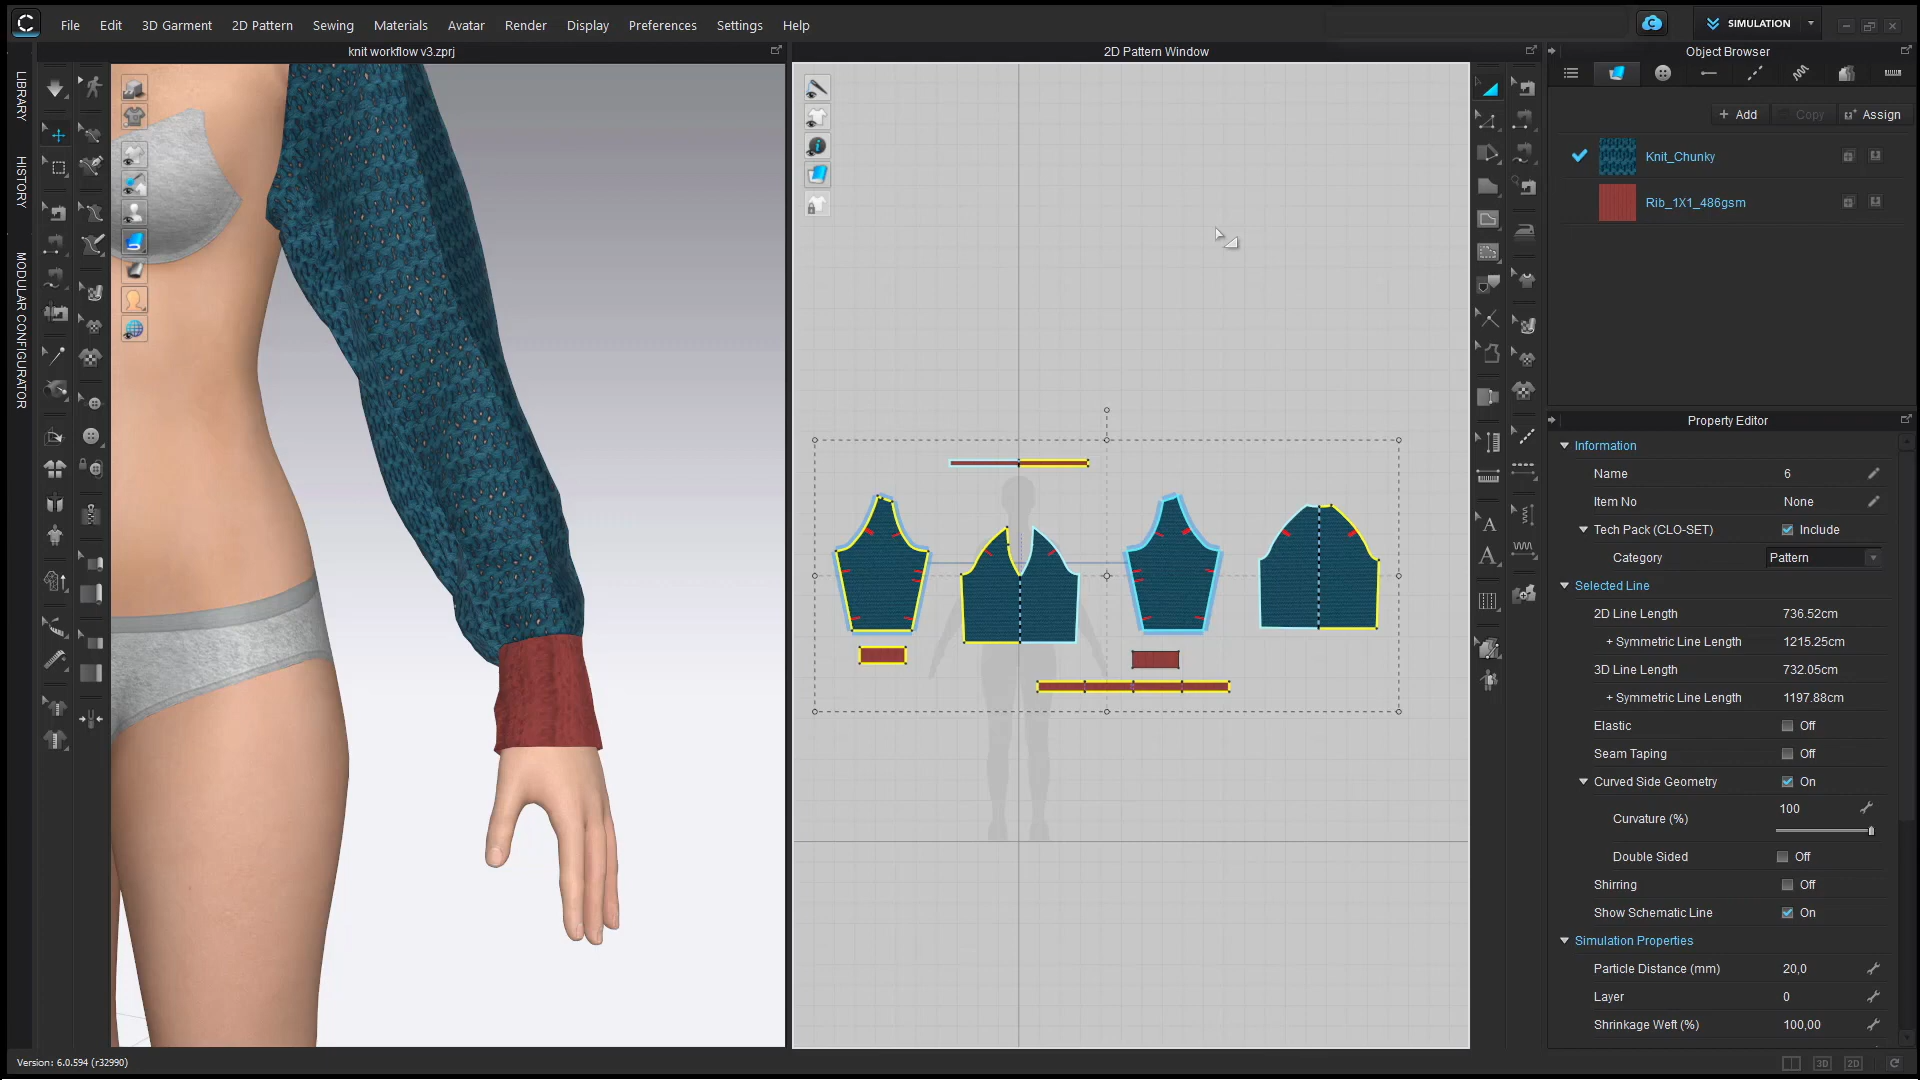 File Edit 3D Garment 2D Pattern Sewing Materials Avatar Render Display Preferences Settings Help
SIMULATION
knit workflow v3.zprj
2D Pattern Window
Object Browser
LIBRARY
HISTORY
MODULAR CONFIGURATOR
+ Add Copy Assign
Knit_Chunky
Rib_1X1_486gsm
Property Editor
Information
Name 6
Item No None
Tech Pack (CLO-SET) Include
Category Pattern
Selected Line
2D Line Length 736.52cm
+ Symmetric Line Length 1215.25cm
3D Line Length 732.05cm
+ Symmetric Line Length 1197.88cm
Elastic Off
Seam Taping Off
Curved Side Geometry On
Curvature (%) 100
Double Sided Off
Shirring Off
Show Schematic Line On
Simulation Properties
Particle Distance (mm) 20,0
Layer 0
Shrinkage Weft (%) 100,00
Version: 6.0.594 (r32990)
3D 2D